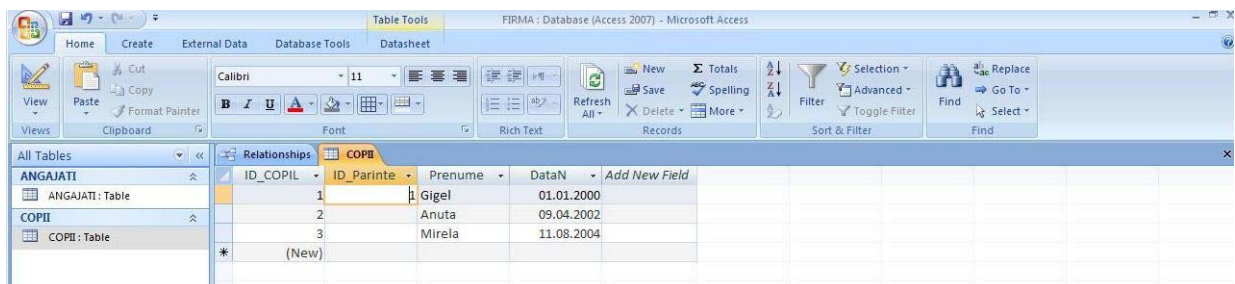 Table Tools FIRMA : Database (Access 2007) - Microsoft Access
Home Create External Data Database Tools Datasheet
View Paste Cut Copy Format Painter
Calibri 11
B I U A
Refresh All New Save Delete Σ Totals Spelling More
Filter Selection Advanced Toggle Filter
Find Replace Go To Select
Views Clipboard Font Rich Text Records Sort & Filter Find
All Tables « Relationships COPII
ANGAJATI ID_COPIL ID_Parinte Prenume DataN Add New Field
ANGAJATI : Table 1 1 Gigel 01.01.2000
COPII 2 Anuta 09.04.2002
COPII : Table 3 Mirela 11.08.2004
* (New)